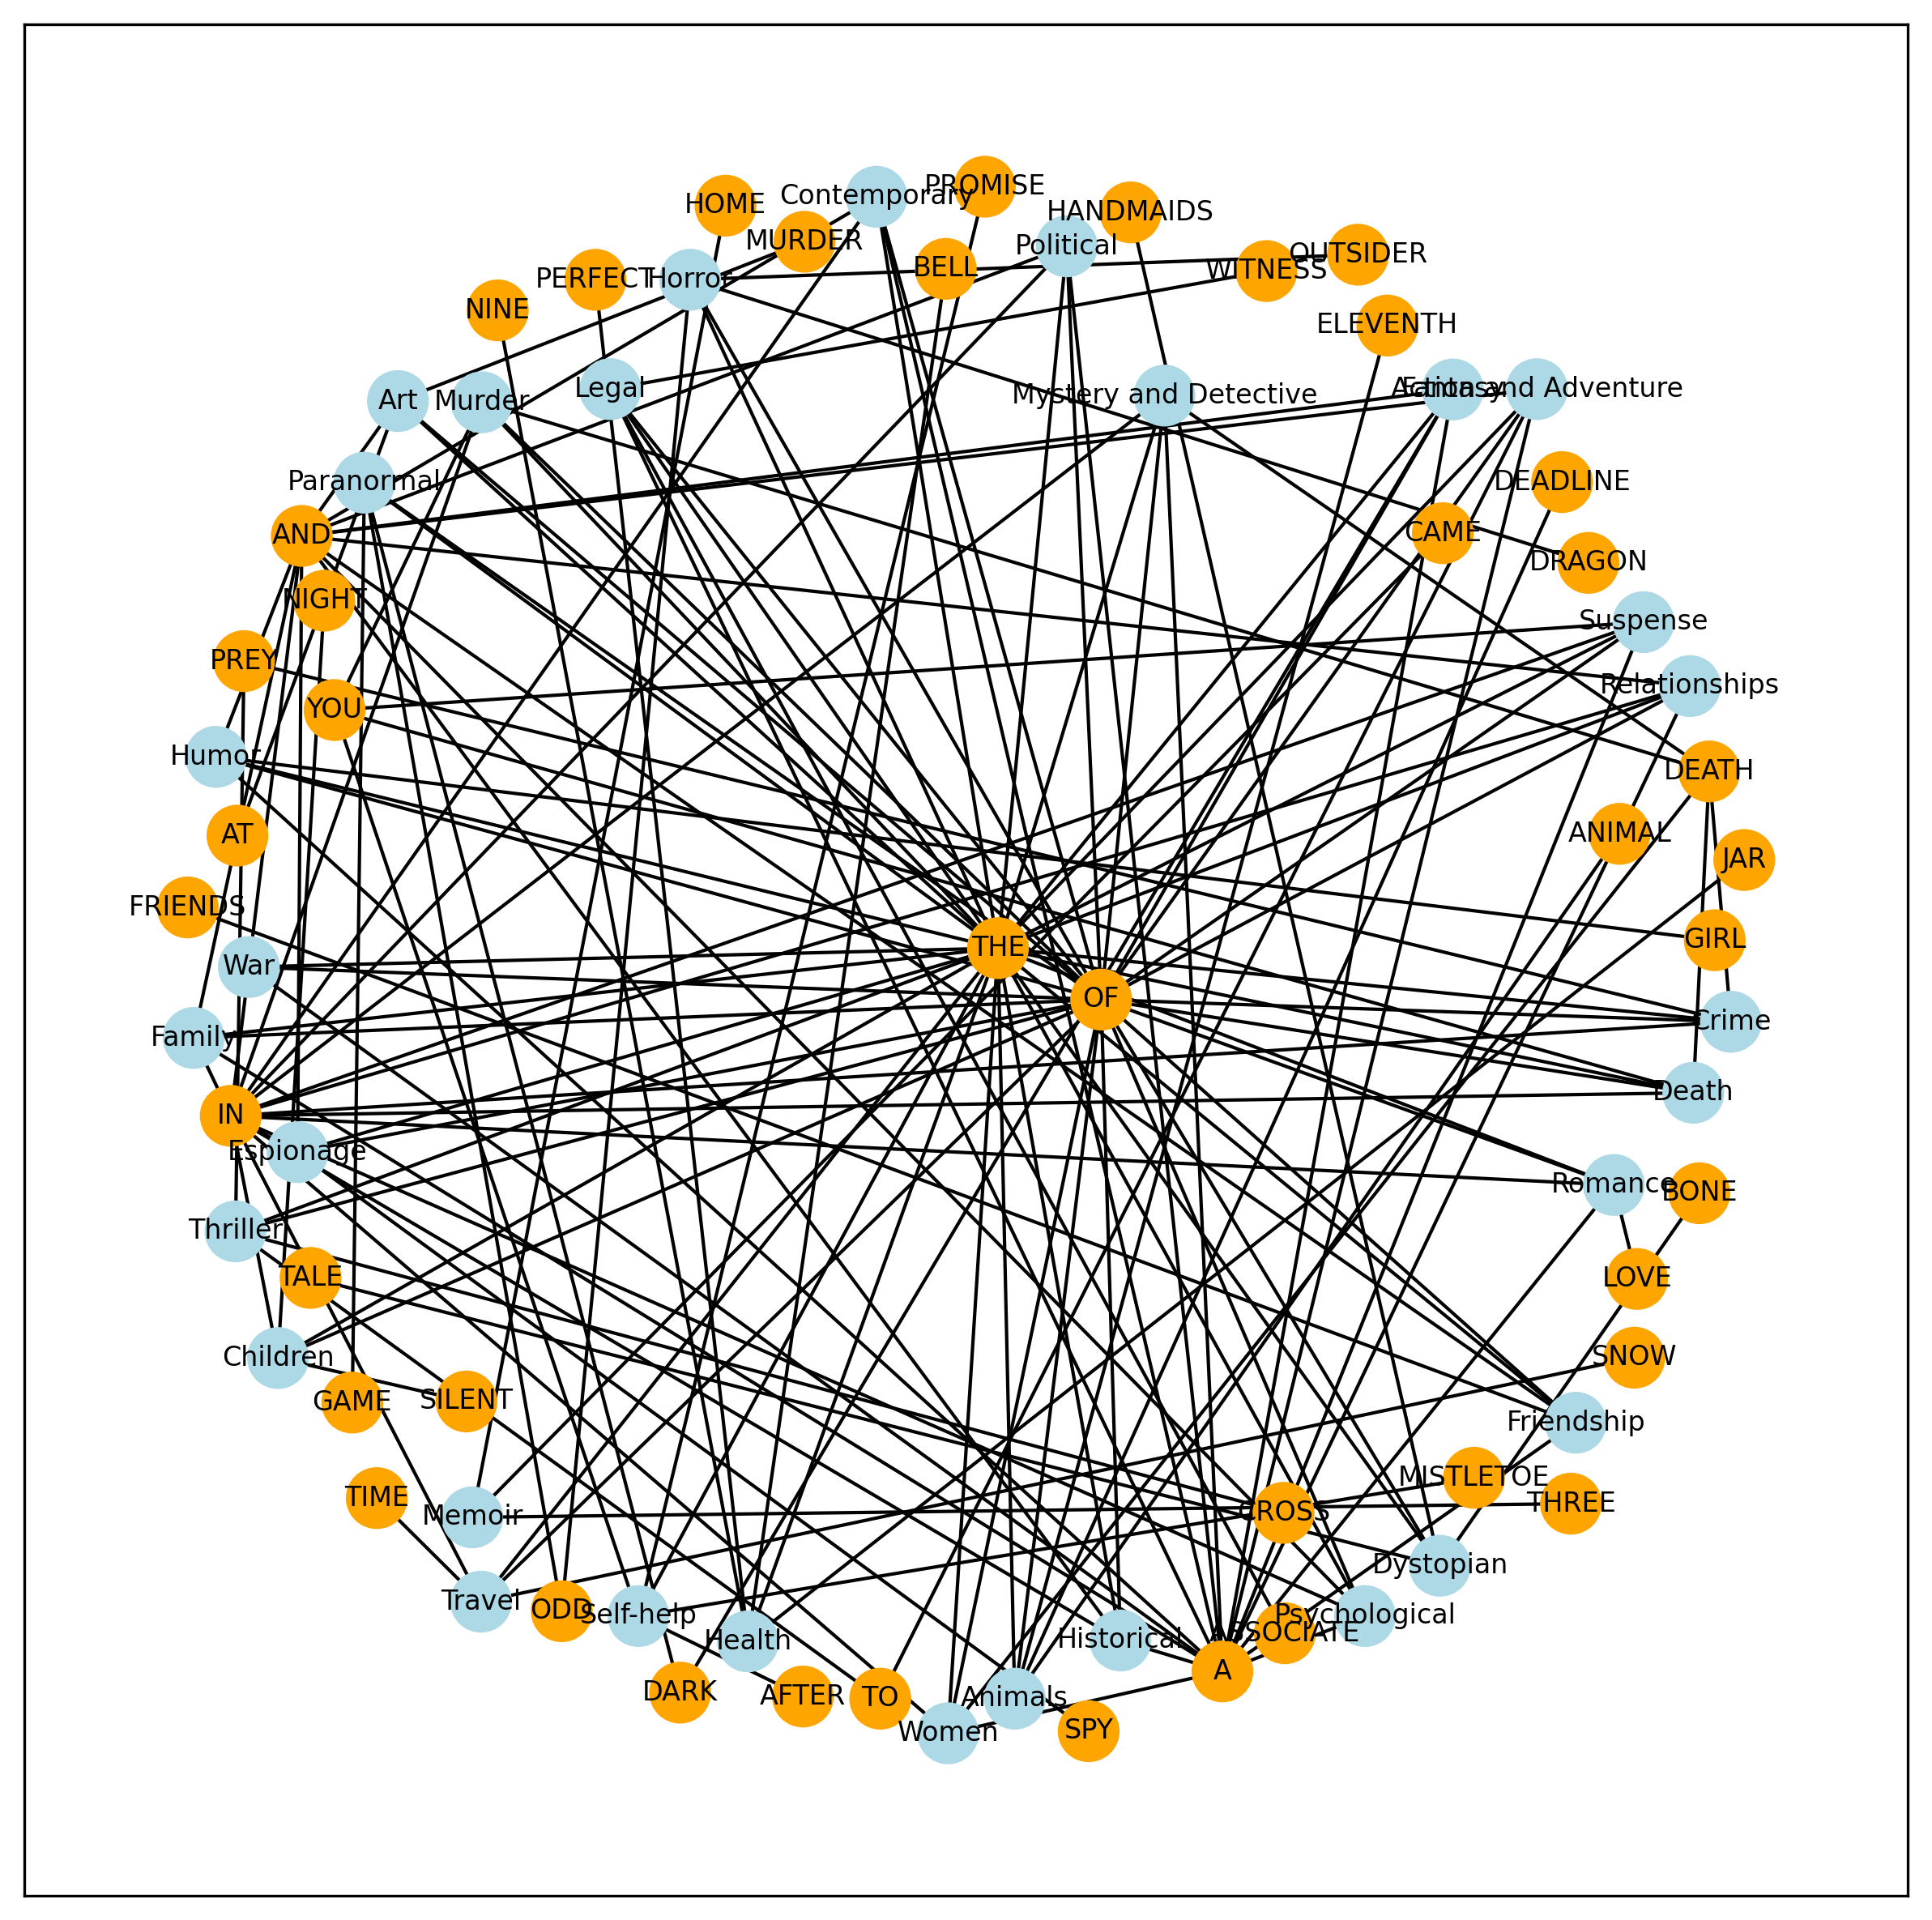 PROMISE
Contemporary
HOME
HANDMAIDS
MURDER
Political
OUTSIDER
BELL
WITNESS
PERFECT
Horror
NINE
ELEVENTH
Legal
Mystery and Detective
Fantasy
Action and Adventure
Art
Murder
Paranormal
DEADLINE
AND
CAME
DRAGON
NIGHT
Suspense
PREY
Relationships
YOU
Humor
DEATH
AT
ANIMAL
JAR
FRIENDS
GIRL
THE
War
OF
Crime
Family
Death
IN
Espionage
Romance
BONE
Thriller
TALE
LOVE
Children
SNOW
GAME
SILENT
Friendship
MISTLETOE
TIME
THREE
Memoir
CROSS
Dystopian
Travel
ODD
Self-help
Psychological
Health
Historical
SSOCIATE
A
DARK
AFTER
TO
Animals
Women
SPY